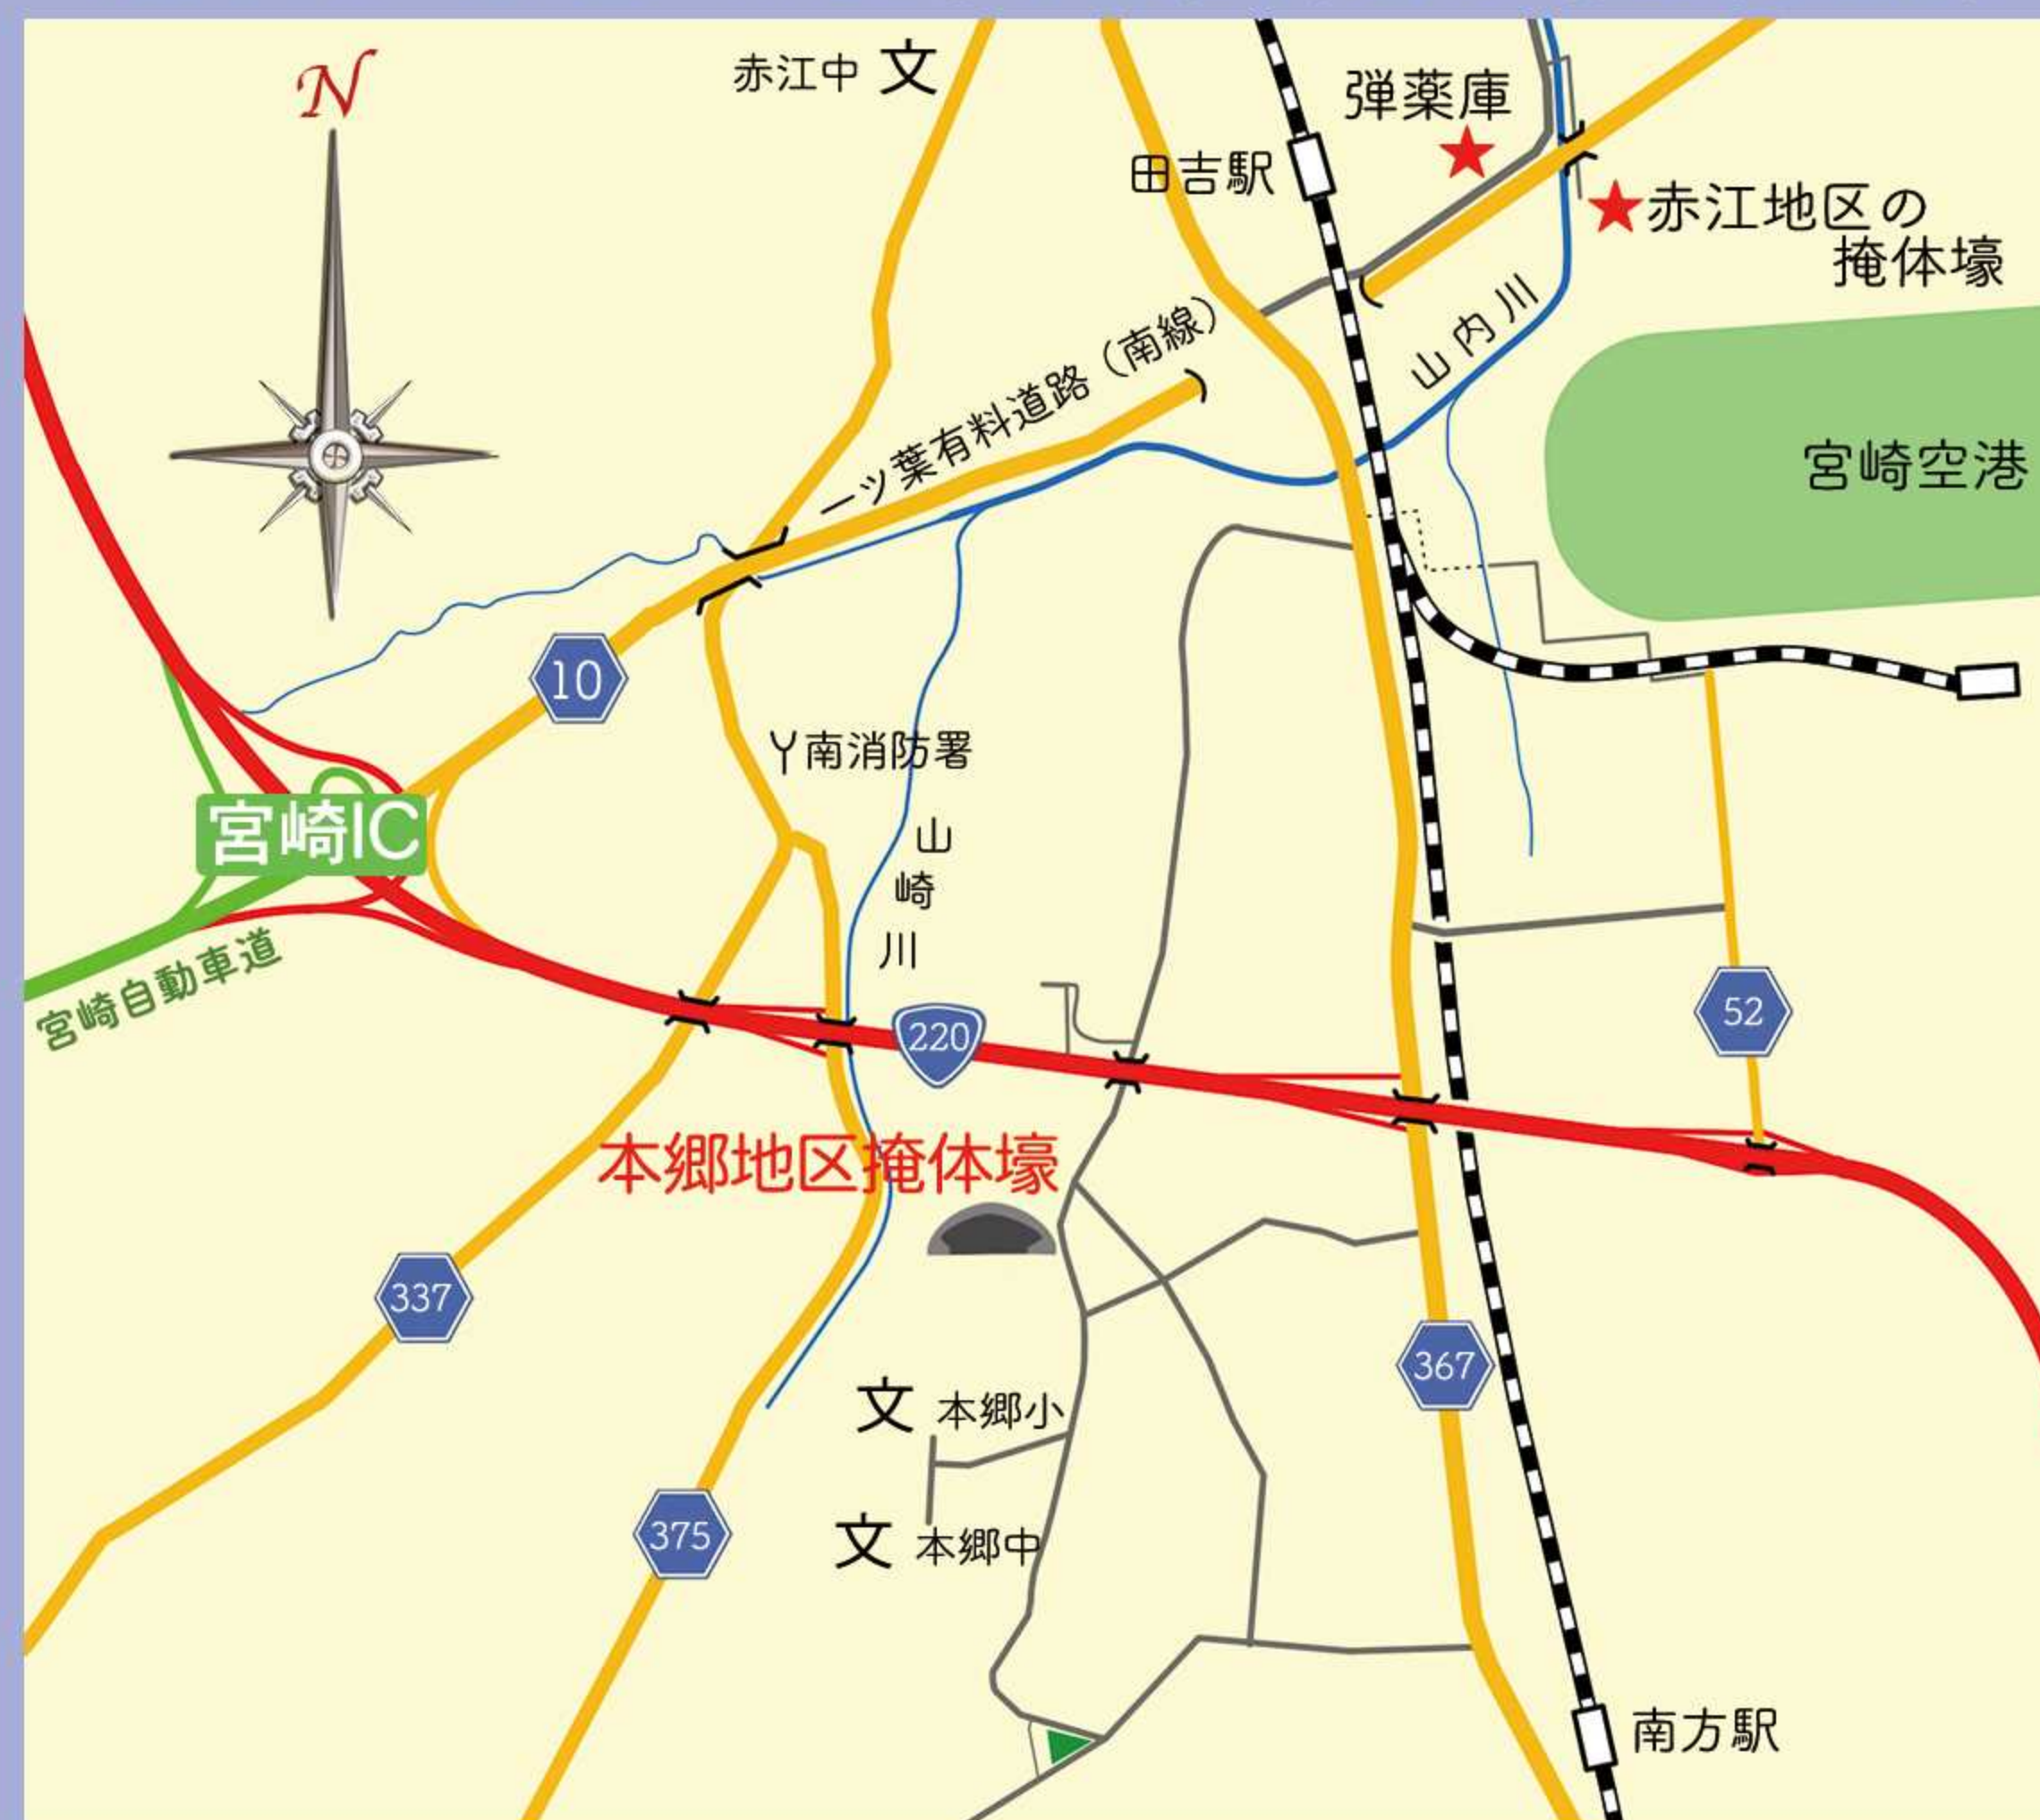 N
赤江中 文
弾薬庫
田吉駅
赤江地区の
掩体壕
山内川
一ツ葉有料道路（南線）
宮崎空港
10
南消防署
宮崎IC
山崎川
宮崎自動車道
220
52
本郷地区掩体壕
337
367
文 本郷小
375
文 本郷中
南方駅